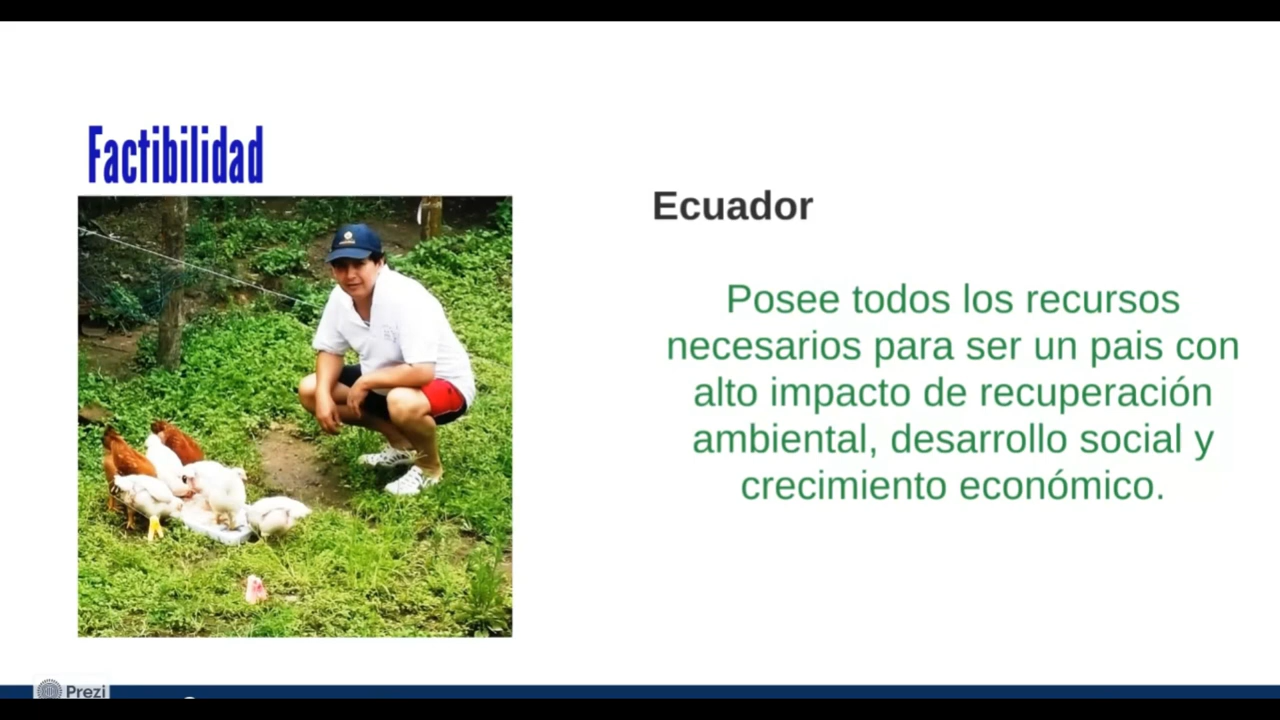 Factibilidad
Ecuador
Posee todos los recursos
necesarios para ser un pais con
alto impacto de recuperación
ambiental, desarrollo social y
crecimiento económico.
Prezi